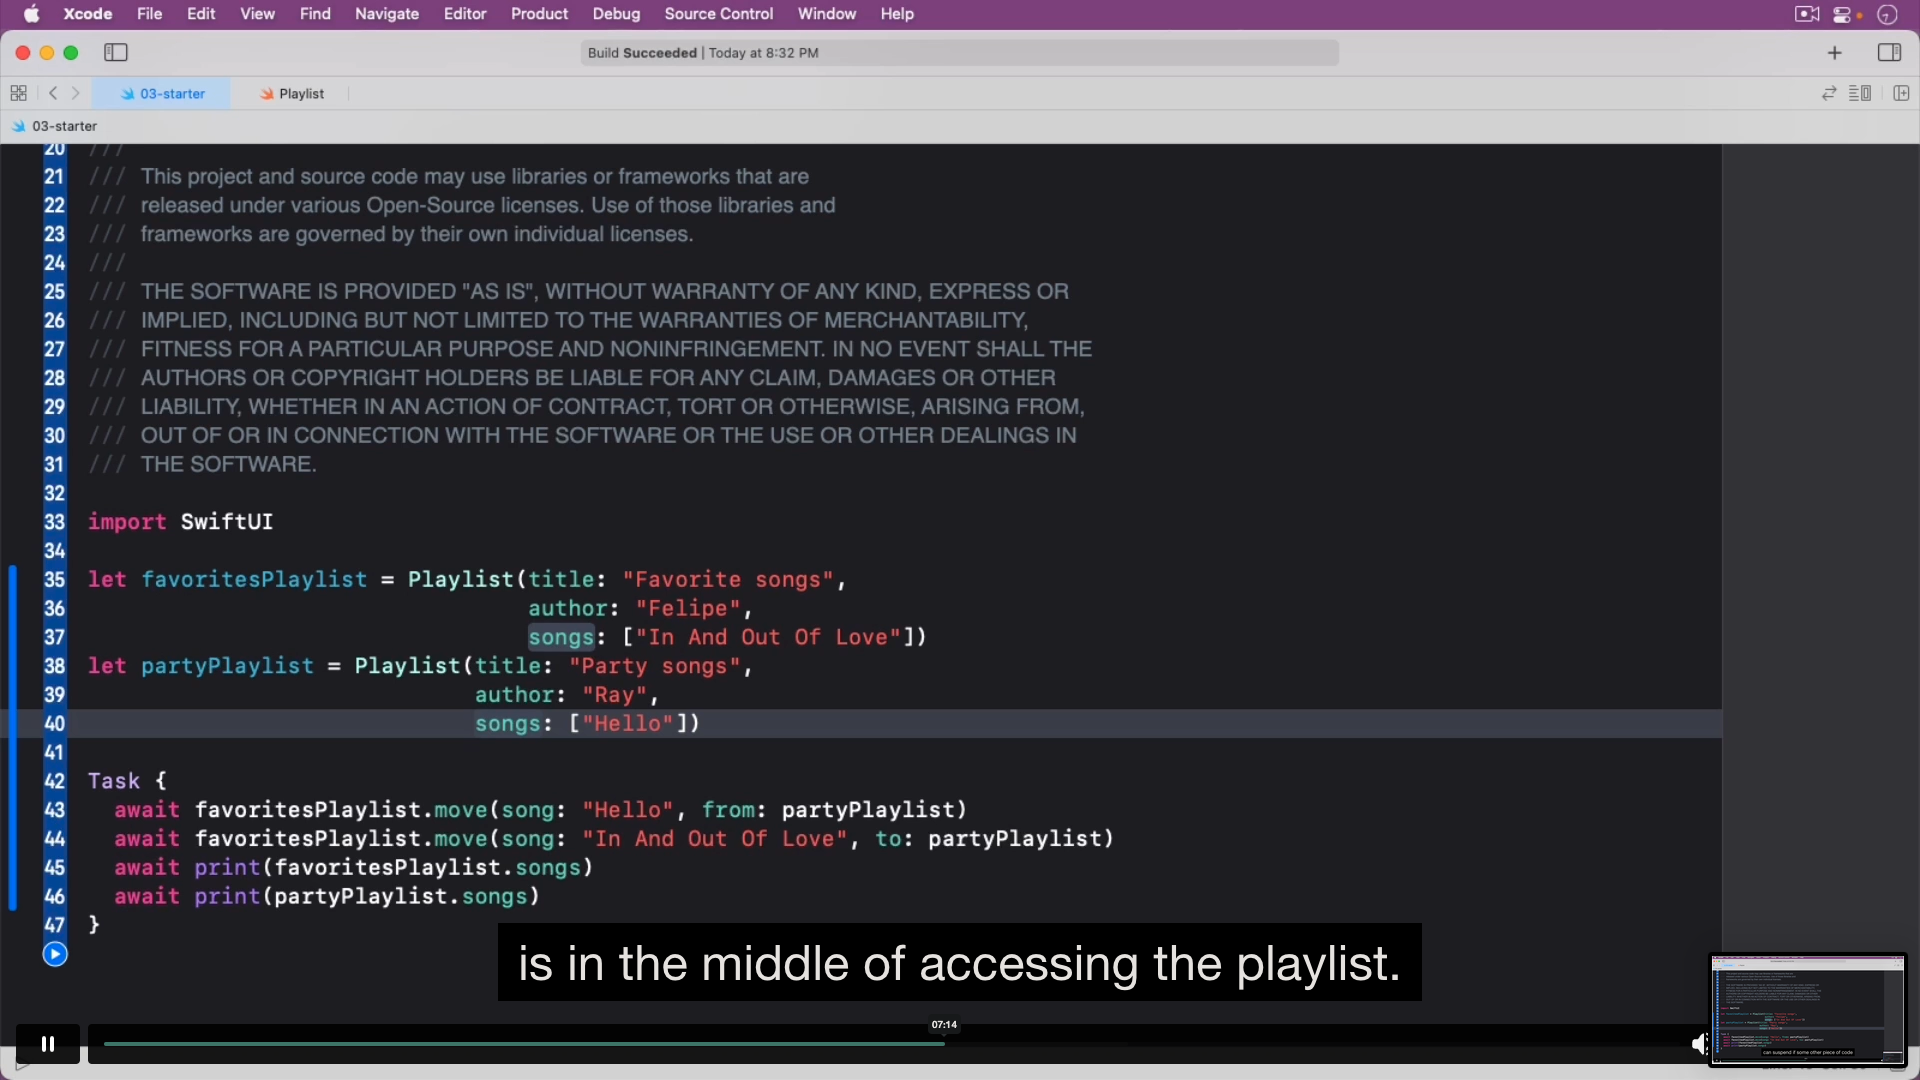 Xcode File Edit View Find Navigate Editor Product Debug Source Control Window Help
Build Succeeded | Today at 8:32 PM
03-starter Playlist
03-starter
20 ///
21 /// This project and source code may use libraries or frameworks that are
22 /// released under various Open-Source licenses. Use of those libraries and
23 /// frameworks are governed by their own individual licenses.
24 ///
25 /// THE SOFTWARE IS PROVIDED "AS IS", WITHOUT WARRANTY OF ANY KIND, EXPRESS OR
26 /// IMPLIED, INCLUDING BUT NOT LIMITED TO THE WARRANTIES OF MERCHANTABILITY,
27 /// FITNESS FOR A PARTICULAR PURPOSE AND NONINFRINGEMENT. IN NO EVENT SHALL THE
28 /// AUTHORS OR COPYRIGHT HOLDERS BE LIABLE FOR ANY CLAIM, DAMAGES OR OTHER
29 /// LIABILITY, WHETHER IN AN ACTION OF CONTRACT, TORT OR OTHERWISE, ARISING FROM,
30 /// OUT OF OR IN CONNECTION WITH THE SOFTWARE OR THE USE OR OTHER DEALINGS IN
31 /// THE SOFTWARE.
32
33 import SwiftUI
34
35 let favoritesPlaylist = Playlist(title: "Favorite songs",
36 author: "Felipe",
37 songs: ["In And Out Of Love"])
38 let partyPlaylist = Playlist(title: "Party songs",
39 author: "Ray",
40 songs: ["Hello"])
41
42 Task {
43 await favoritesPlaylist.move(song: "Hello", from: partyPlaylist)
44 await favoritesPlaylist.move(song: "In And Out Of Love", to: partyPlaylist)
45 await print(favoritesPlaylist.songs)
46 await print(partyPlaylist.songs)
47 }
is in the middle of accessing the playlist.
07:14
can suspend if some other piece of code